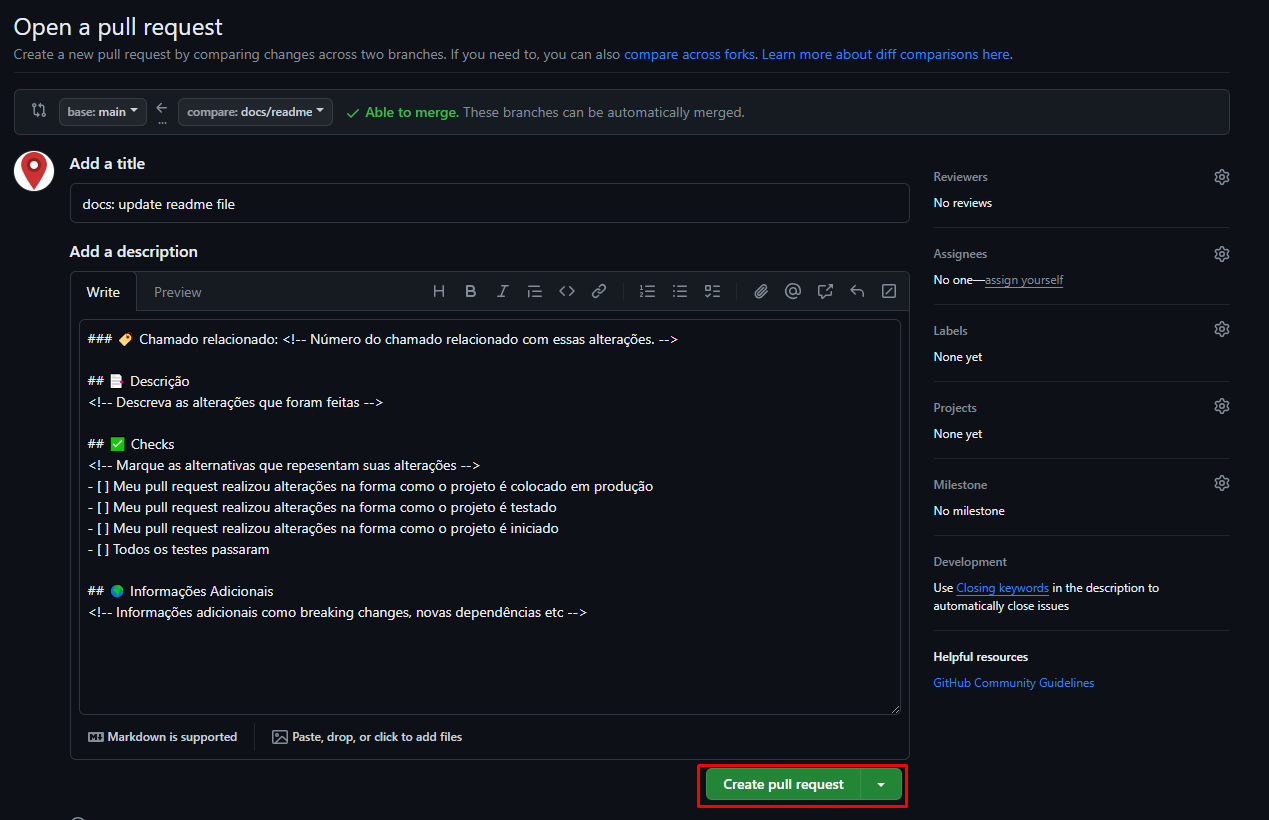 Open a pull request
Create a new pull request by comparing changes across two branches. If you need to, you can also compare across forks. Learn more about diff comparisons here.
base: main
...
compare: docs/readme
Able to merge. These branches can be automatically merged.
Add a title
docs: update readme file
Add a description
Write
Preview
### 🏷️ Chamado relacionado: <!-- Número do chamado relacionado com essas alterações. -->
## 📑 Descrição
<!-- Descreva as alterações que foram feitas -->
## ✅ Checks
<!-- Marque as alternativas que repesentam suas alterações -->
- [ ] Meu pull request realizou alterações na forma como o projeto é colocado em produção
- [ ] Meu pull request realizou alterações na forma como o projeto é testado
- [ ] Meu pull request realizou alterações na forma como o projeto é iniciado
- [ ] Todos os testes passaram
## 🌍 Informações Adicionais
<!-- Informações adicionais como breaking changes, novas dependências etc -->
Markdown is supported
Paste, drop, or click to add files
Create pull request
Reviewers
No reviews
Assignees
No one—assign yourself
Labels
None yet
Projects
None yet
Milestone
No milestone
Development
Use Closing keywords in the description to
automatically close issues
Helpful resources
GitHub Community Guidelines